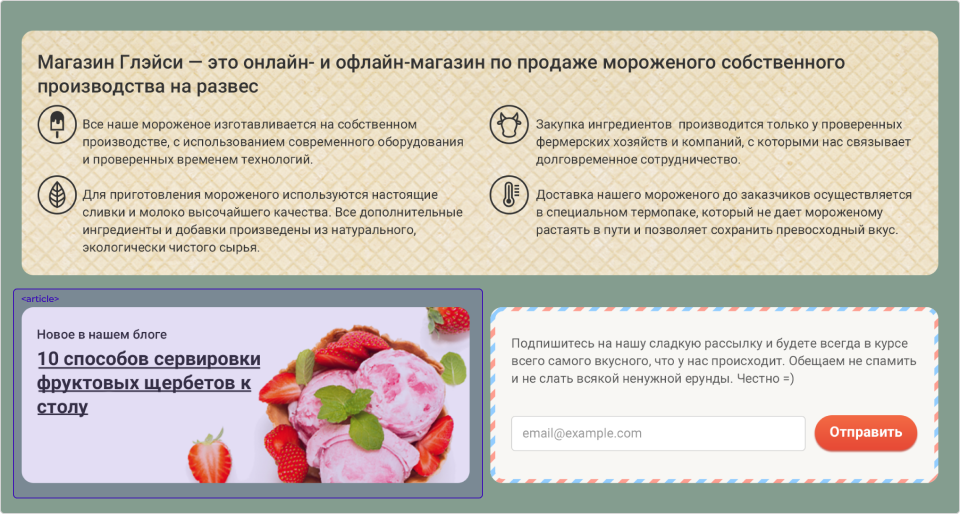 Магазин Глэйси — это онлайн- и офлайн-магазин по продаже мороженого собственного
производства на развес
Все наше мороженое изготавливается на собственном
производстве, с использованием современного оборудования
и проверенных временем технологий.
Закупка ингредиентов  производится только у проверенных
фермерских хозяйств и компаний, с которыми нас связывает
долговременное сотрудничество.
Для приготовления мороженого используются настоящие
сливки и молоко высочайшего качества. Все дополнительные
ингредиенты и добавки произведены из натурального,
экологически чистого сырья.
Доставка нашего мороженого до заказчиков осуществляется
в специальном термопаке, который не дает мороженому
растаять в пути и позволяет сохранить превосходный вкус.
<article>
Новое в нашем блоге
10 способов сервировки
фруктовых щербетов к
столу
Подпишитесь на нашу сладкую рассылку и будете всегда в курсе
всего самого вкусного, что у нас происходит. Обещаем не спамить
и не слать всякой ненужной ерунды. Честно =)
email@example.com
Отправить